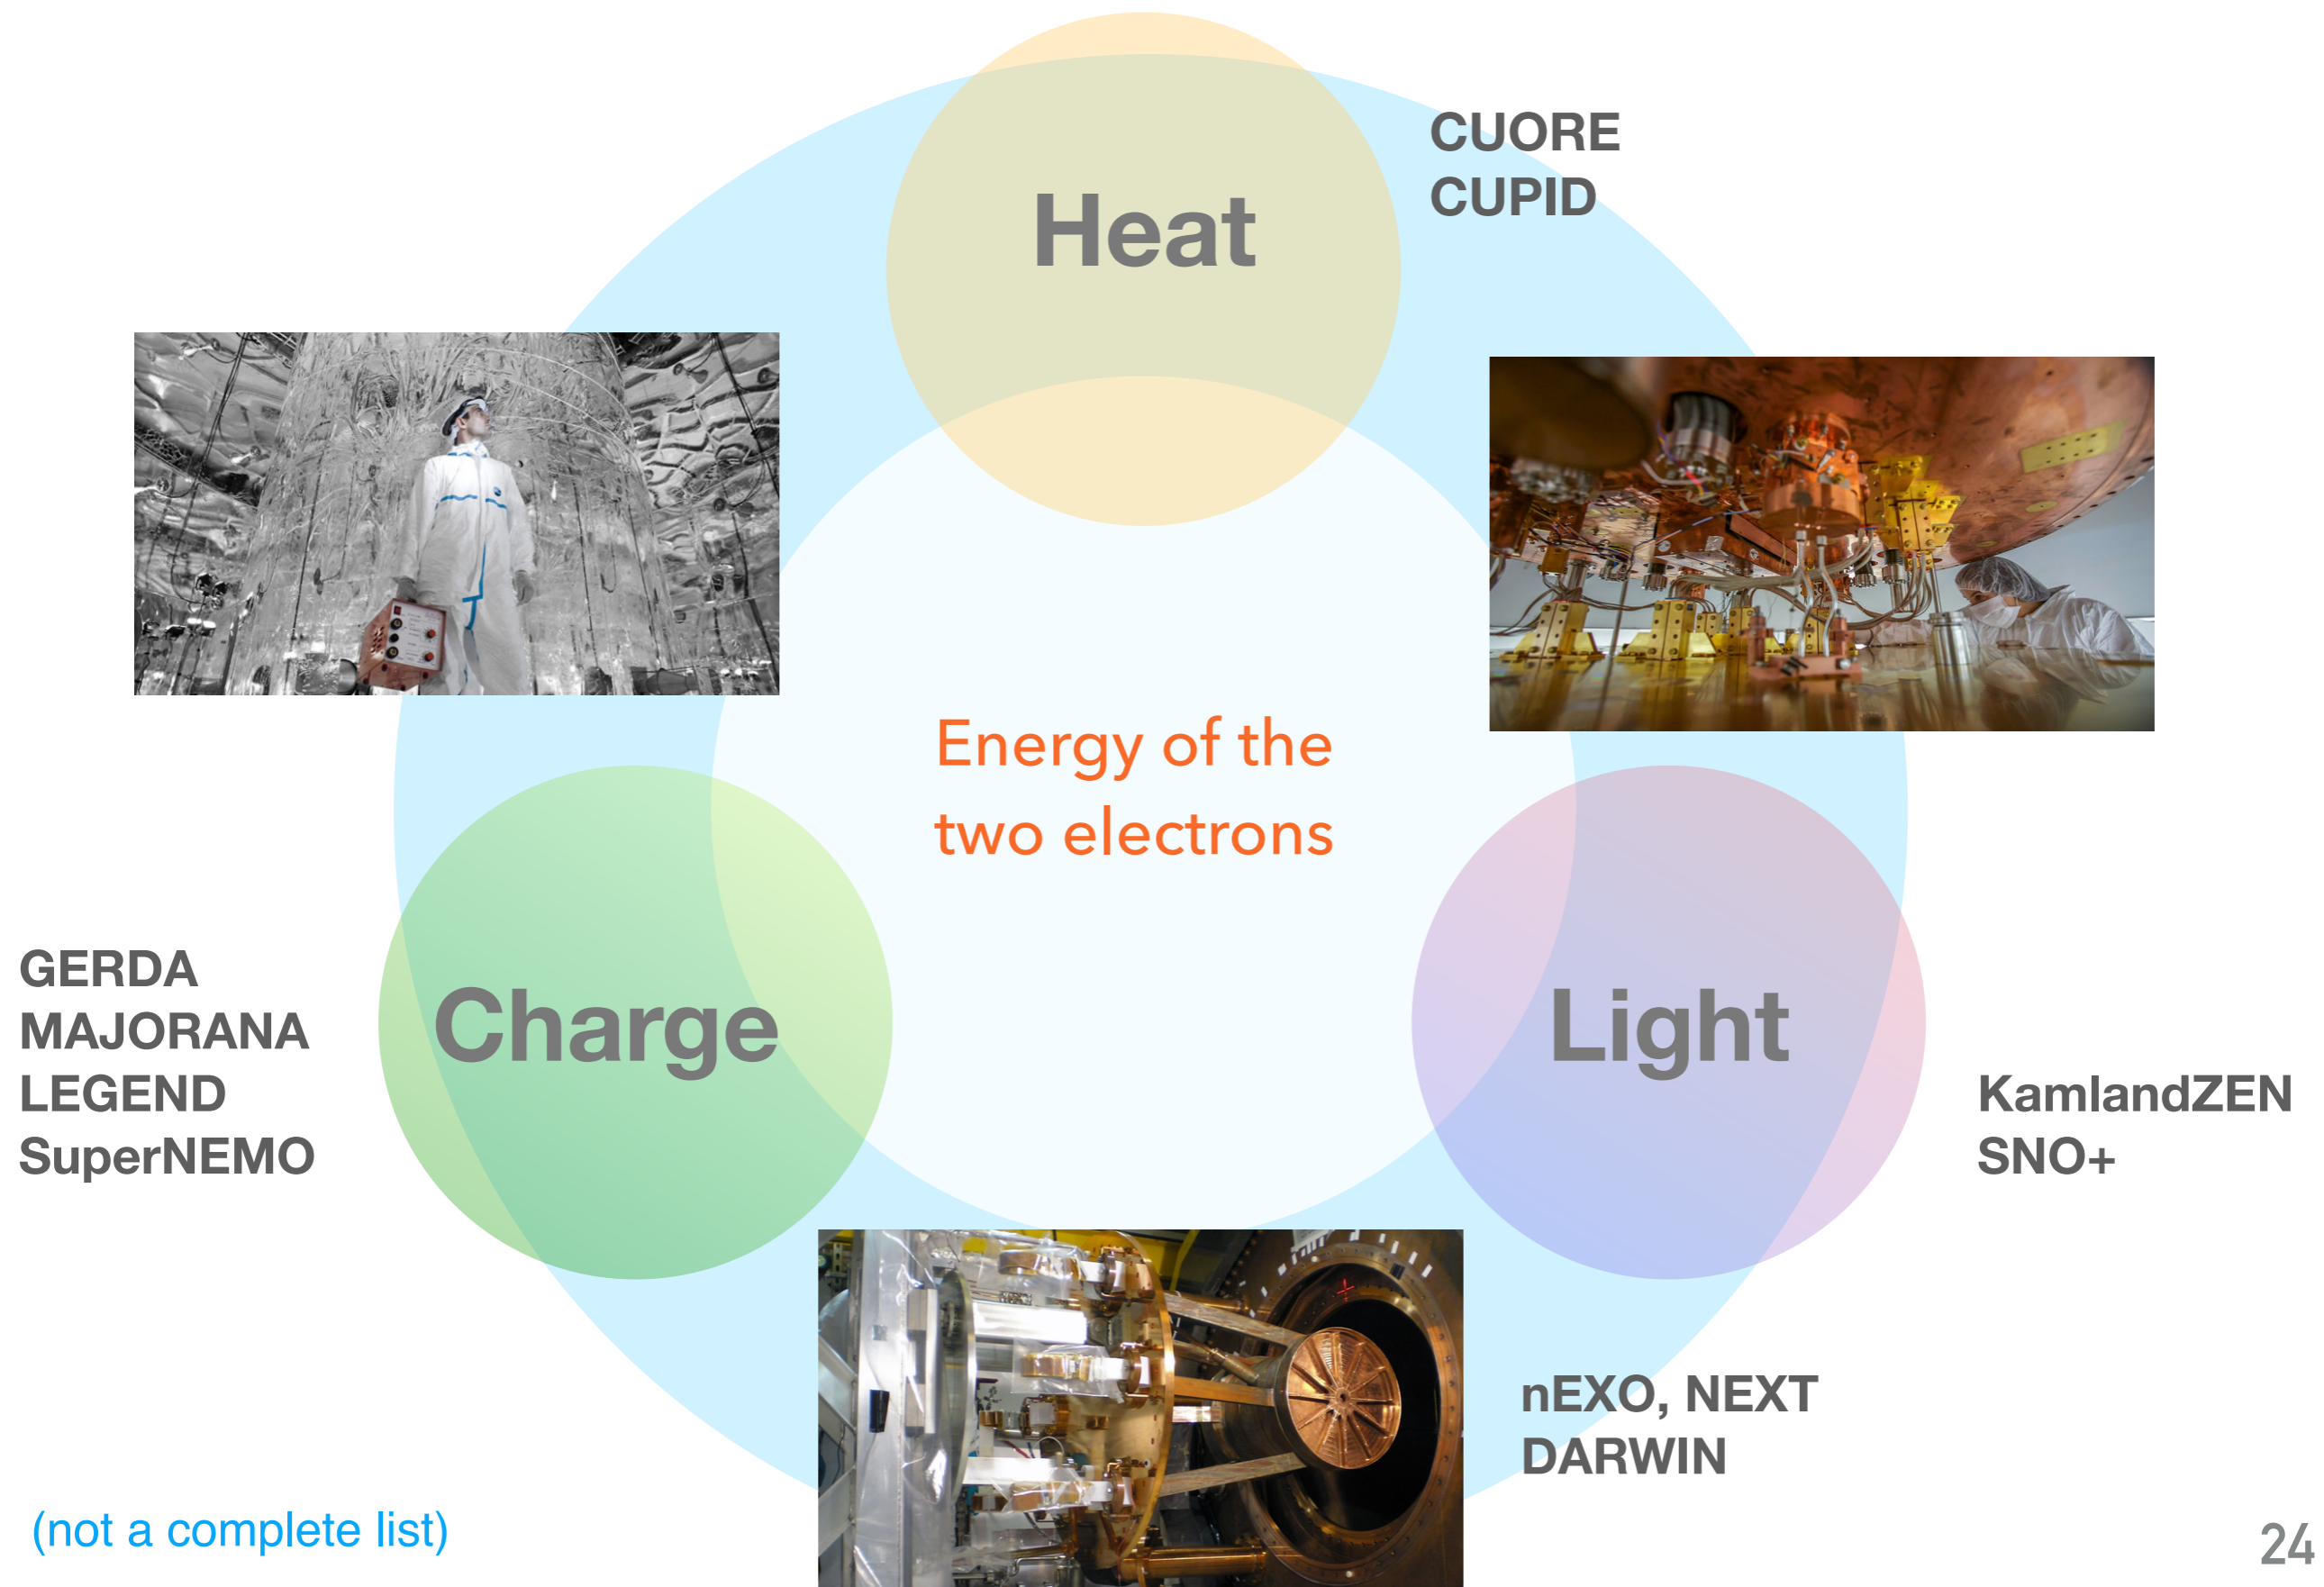 Heat
CUORE
CUPID
Energy of the
two electrons
Charge
GERDA
MAJORANA
LEGEND
SuperNEMO
Light
KamlandZEN
SNO+
nEXO, NEXT
DARWIN
(not a complete list)
24